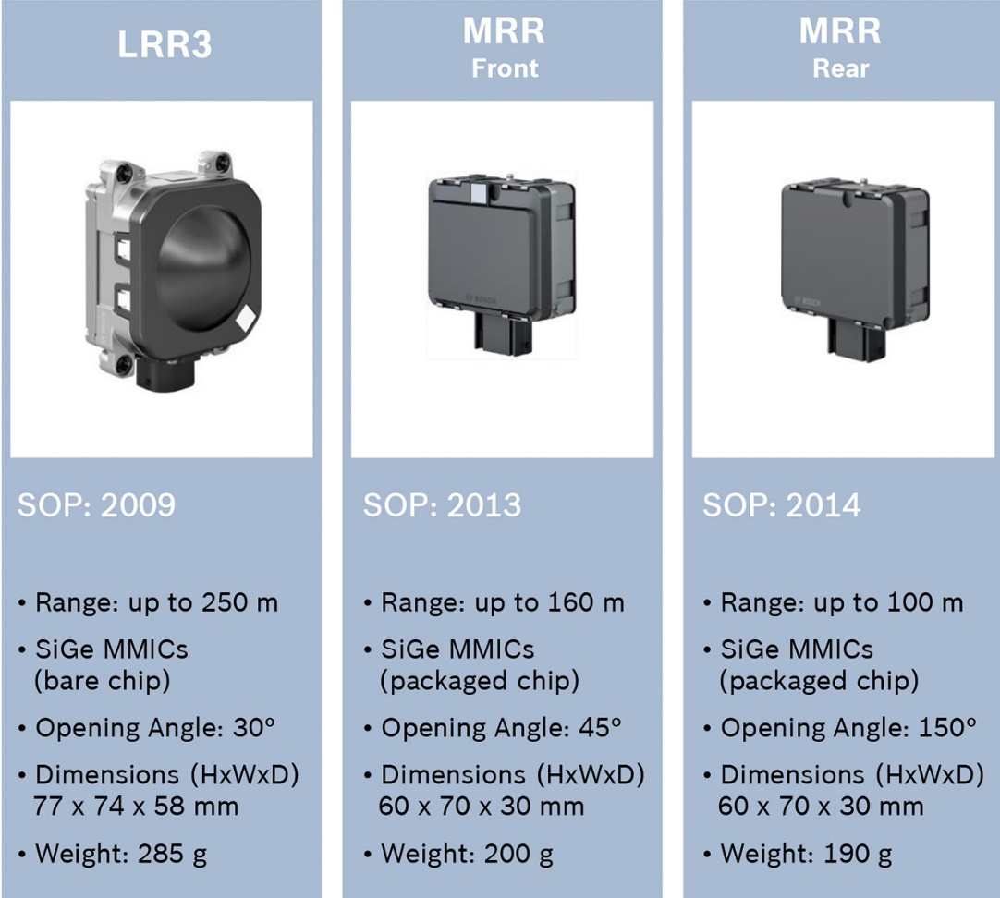 LRR3
SOP: 2009
• Range: up to 250 m
• SiGe MMICs
(bare chip)
• Opening Angle: 30°
• Dimensions (HxWxD)
77 x 74 x 58 mm
• Weight: 285 g
MRR
Front
BOSCH
SOP: 2013
• Range: up to 160 m
• SiGe MMICs
(packaged chip)
• Opening Angle: 45°
• Dimensions (HxWxD)
60 x 70 x 30 mm
• Weight: 200 g
MRR
Rear
BOSCH
SOP: 2014
• Range: up to 100 m
• SiGe MMICs
(packaged chip)
• Opening Angle: 150°
• Dimensions (HxWxD)
60 x 70 x 30 mm
• Weight: 190 g